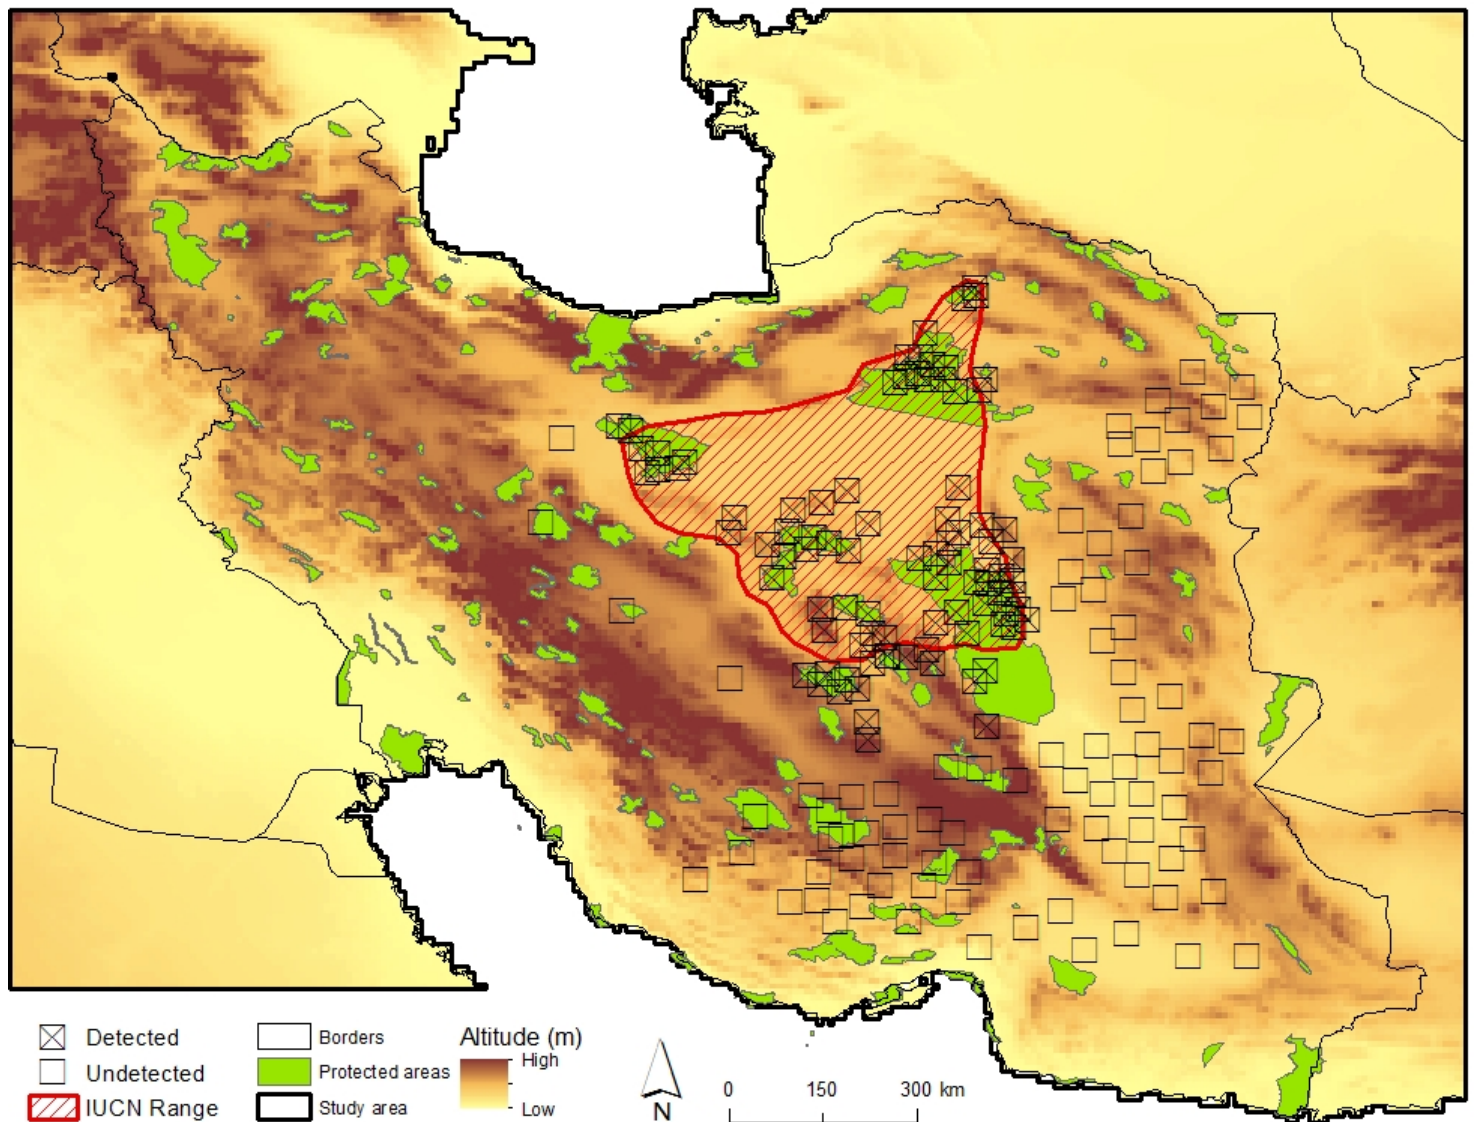 Detected
Undetected
IUCN Range
Borders
Protected areas
Study area
Altitude (m)
High
Low
N
0 150 300 km